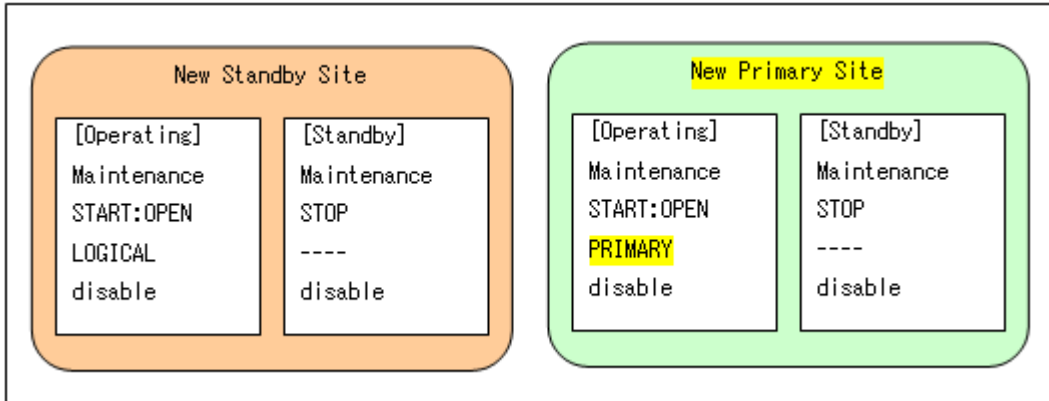 New Standby Site
[Operating]
Maintenance
START:OPEN
LOGICAL
disable
[Standby]
Maintenance
STOP
----
disable
New Primary Site
[Operating]
Maintenance
START:OPEN
PRIMARY
disable
[Standby]
Maintenance
STOP
----
disable